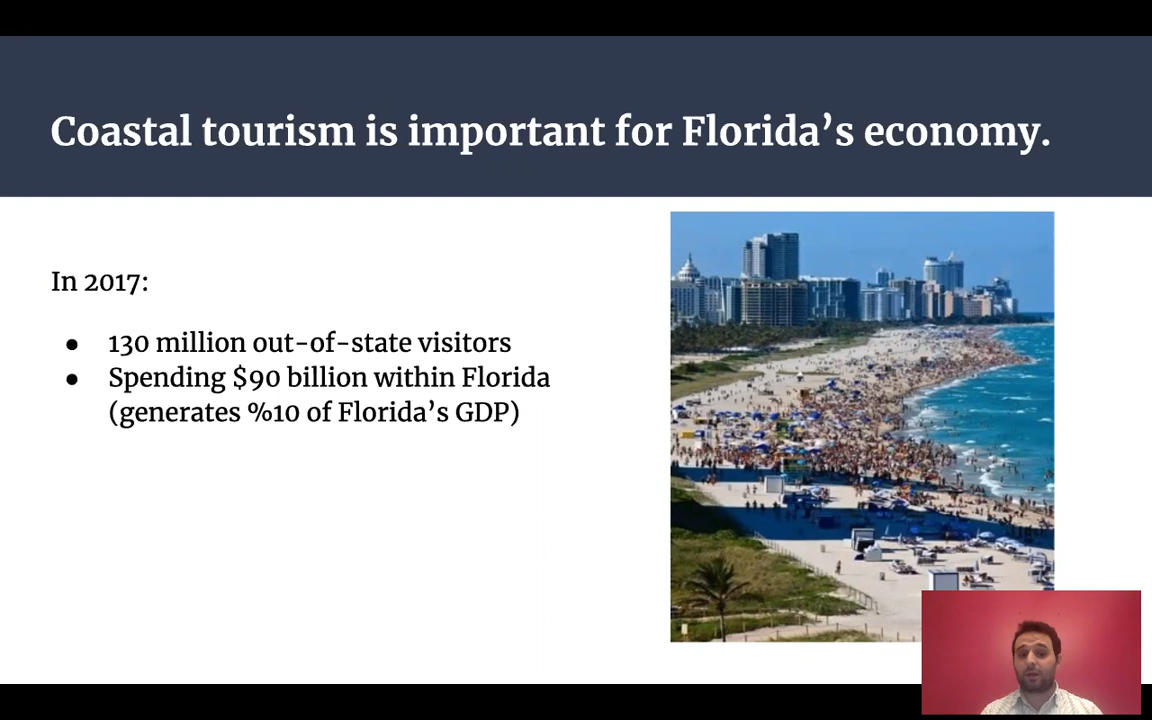 Coastal tourism is important for Florida’s economy.
In 2017:
● 130 million out-of-state visitors
● Spending $90 billion within Florida
(generates %10 of Florida’s GDP)